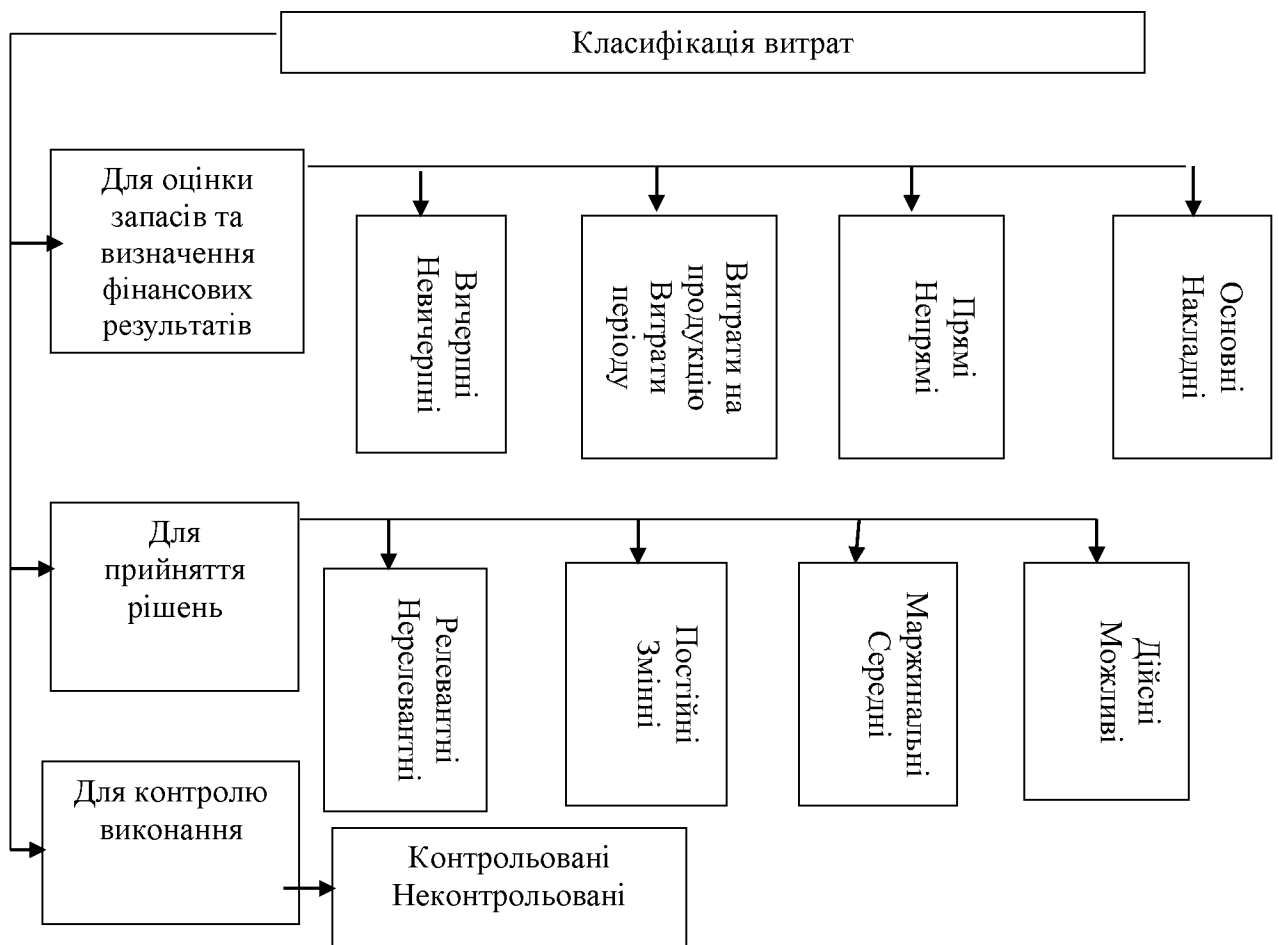 Класифікація витрат
Для оцінки
запасів та
визначення
фінансових
результатів
Вичерпні
Невичерпні
Витрати на
продукцію
Витрати
періоду
Прямі
Непрямі
Основні
Накладні
Для
прийняття
рішень
Релевантні
Нерелевантні
Постійні
Змінні
Маржинальні
Середні
Дійсні
Можливі
Для контролю
виконання
Контрольовані
Неконтрольовані